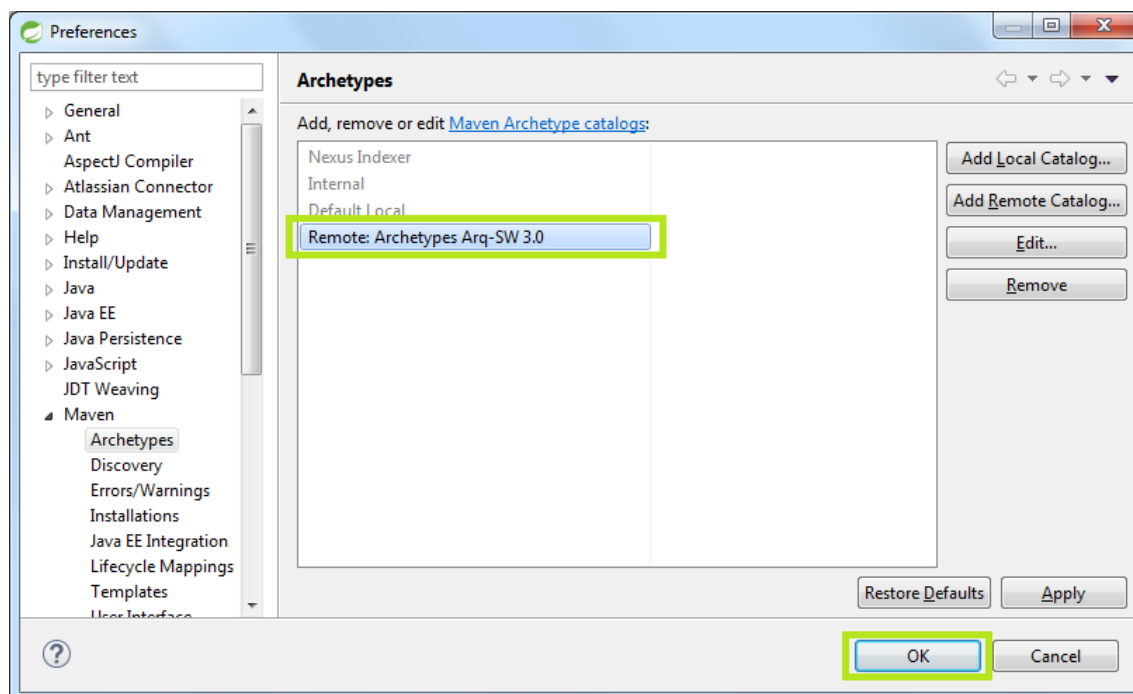 Preferences
type filter text
General
Ant
AspectJ Compiler
Atlassian Connector
Data Management
Help
Install/Update
Java
Java EE
Java Persistence
JavaScript
JDT Weaving
Maven
Archetypes
Discovery
Errors/Warnings
Installations
Java EE Integration
Lifecycle Mappings
Templates
User Interface
Archetypes
Add, remove or edit Maven Archetype catalogs:
Nexus Indexer
Internal
Default Local
Remote: Archetypes Arq-SW 3.0
Add Local Catalog...
Add Remote Catalog...
Edit...
Remove
Restore Defaults
Apply
?
OK
Cancel